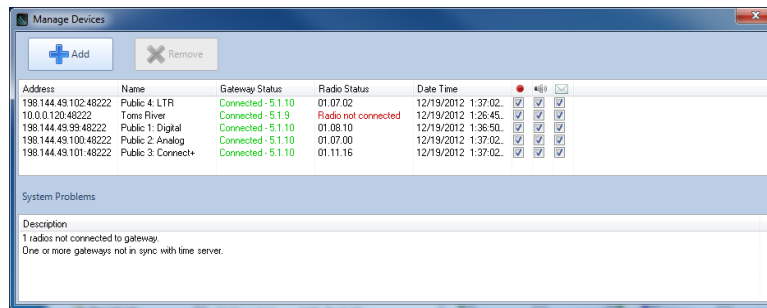 Manage Devices
Add Remove
Address Name Gateway Status Radio Status Date Time
198.144.49.102:48222 Public 4: LTR Connected - 5.1.10 01.07.02 12/19/2012 1:37:02..
10.0.0.120:48222 Toms River Connected - 5.1.9 Radio not connected 12/19/2012 1:26:45..
198.144.49.99:48222 Public 1: Digital Connected - 5.1.10 01.08.10 12/19/2012 1:36:50..
198.144.49.100:48222 Public 2: Analog Connected - 5.1.10 01.07.00 12/19/2012 1:37:02..
198.144.49.101:48222 Public 3: Connect+ Connected - 5.1.10 01.11.16 12/19/2012 1:37:02..
System Problems
Description
1 radios not connected to gateway.
One or more gateways not in sync with time server.